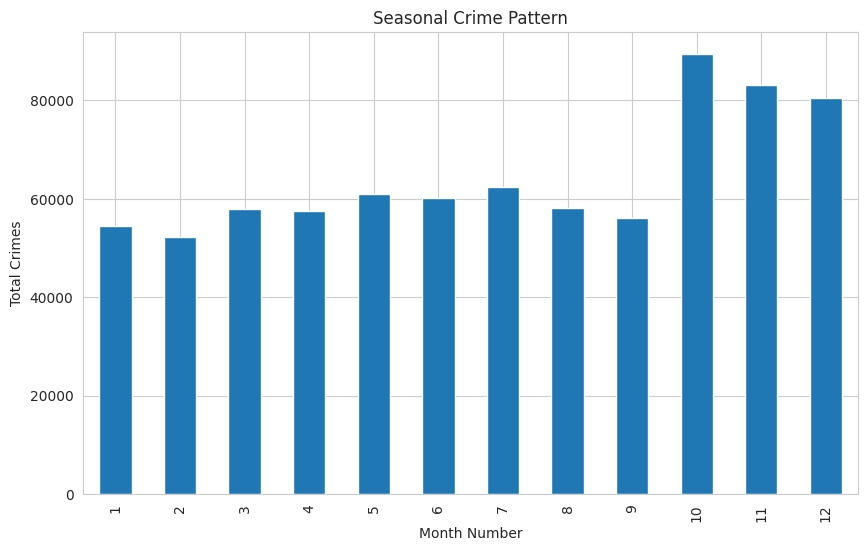 Seasonal Crime Pattern
Total Crimes
80000
60000
40000
20000
0
1 2 3 4 5 6 7 8 9 10 11 12
Month Number